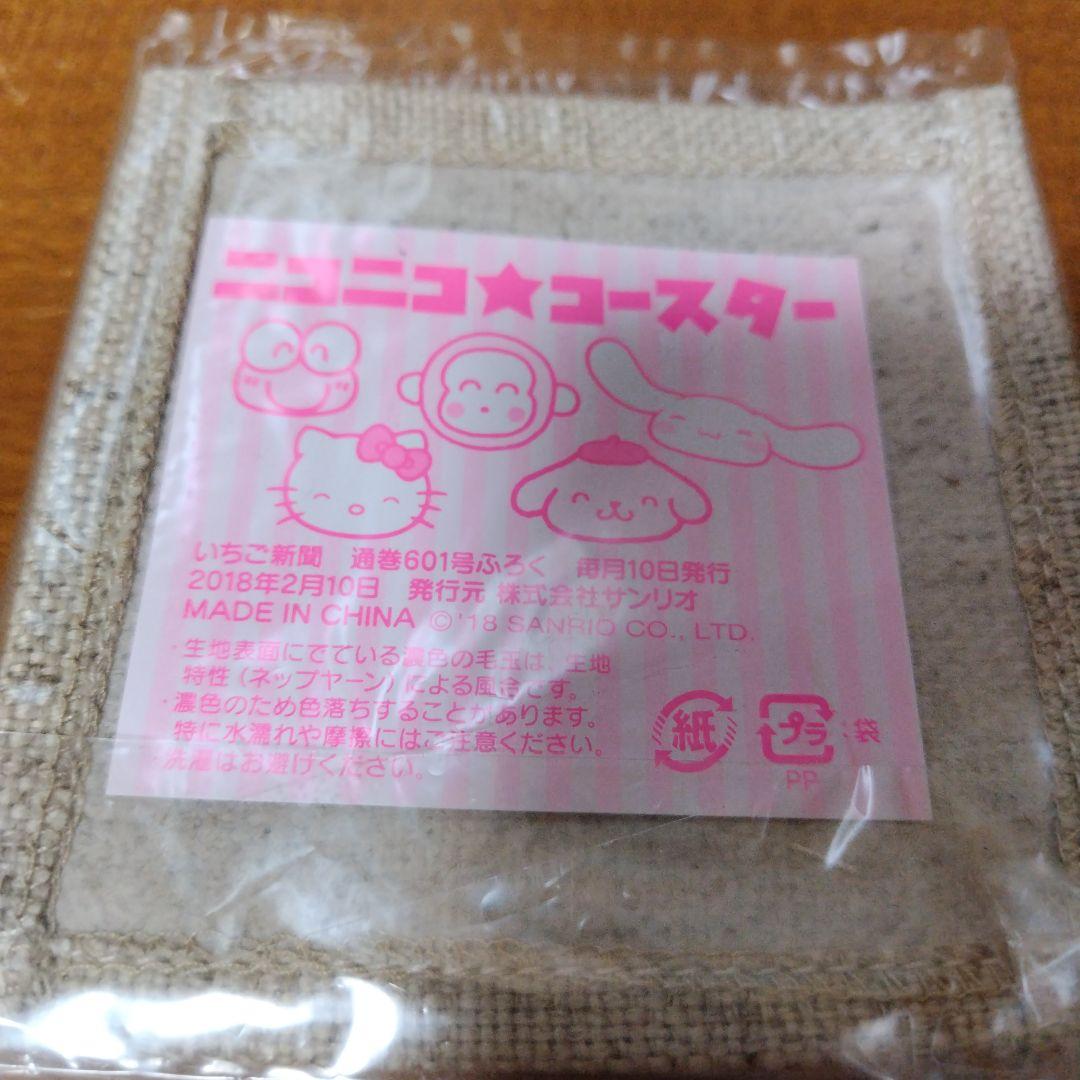 ニコニコ★コースター
いちご新聞　通巻601号ふろく　毎月10日発行
2018年2月10日　発行元 株式会社サンリオ
MADE IN CHINA ©'18 SANRIO CO., LTD.
・生地表面にでている濃色の毛玉は、生地
特性（ネップヤーン）による風合です。
・濃色のため色落ちすることがあります。
特に水濡れや摩擦にはご注意ください。
・洗濯はお避けください。
紙
プラ :袋
PP